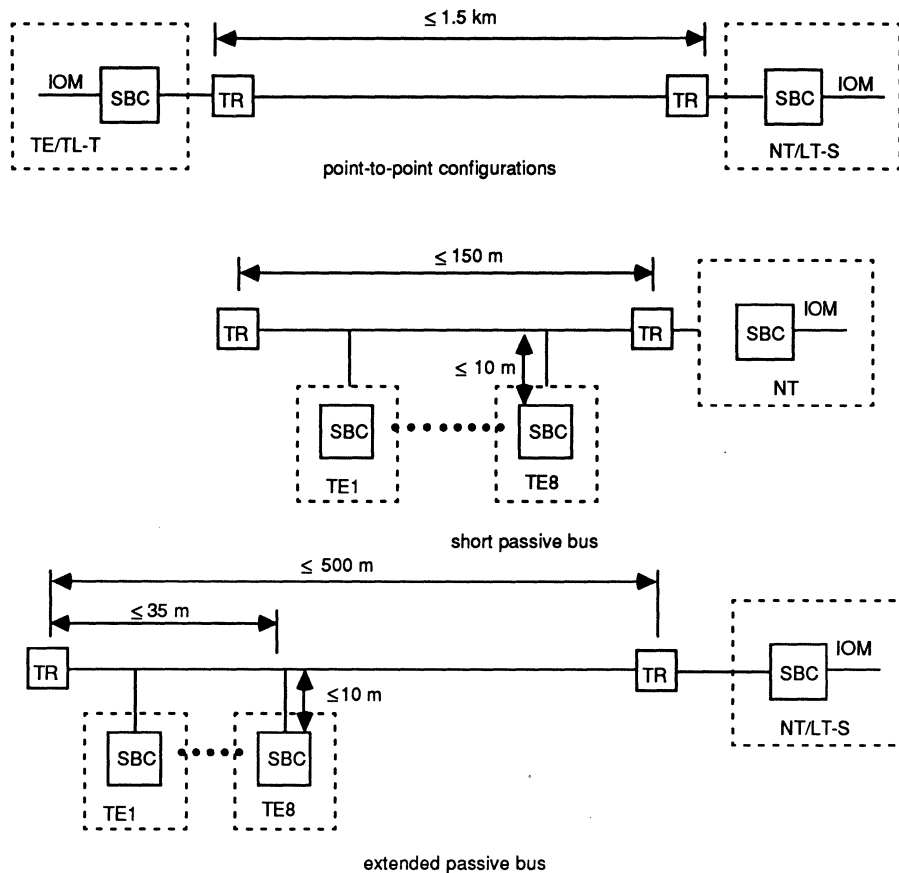 ≤ 1.5 km
IOM SBC TR TR SBC IOM
TE/TL-T NT/LT-S
point-to-point configurations
≤ 150 m
TR TR SBC IOM
≤ 10 m
NT
SBC SBC
TE1 TE8
short passive bus
≤ 500 m
≤35 m
TR TR SBC IOM
≤10 m
NT/LT-S
SBC SBC
TE1 TE8
extended passive bus